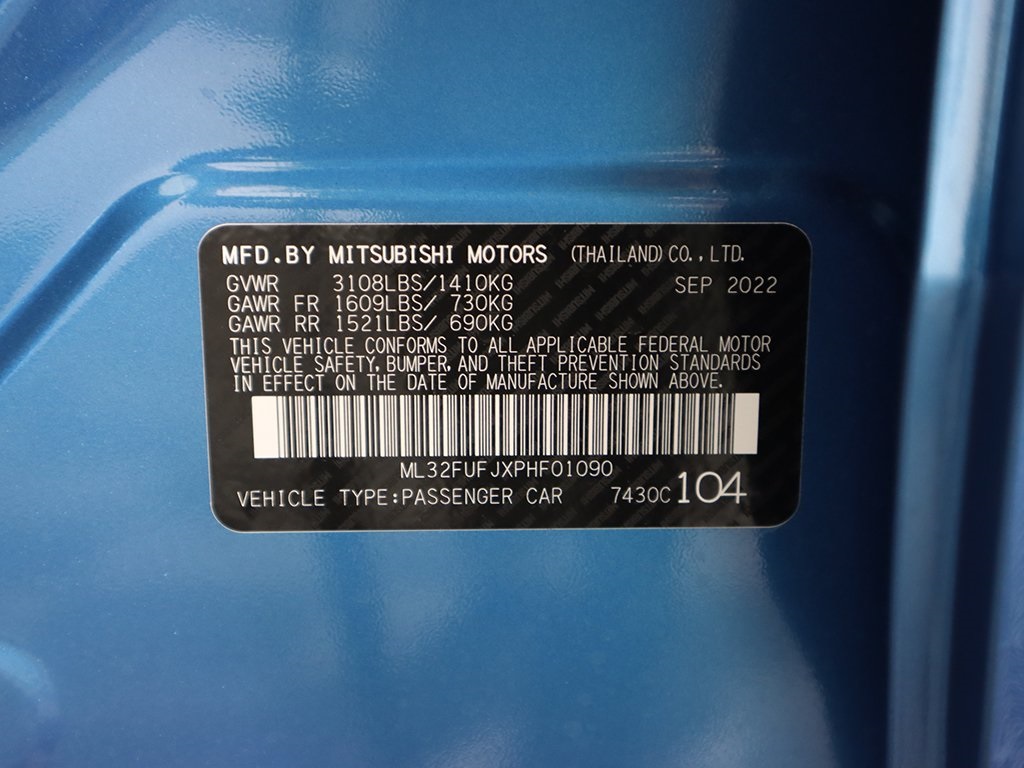 MFD.BY MITSUBISHI MOTORS (THAILAND) CO., LTD.
GVWR 3108LBS/1410KG SEP 2022
GAWR FR 1609LBS/ 730KG
GAWR RR 1521LBS/ 690KG
THIS VEHICLE CONFORMS TO ALL APPLICABLE FEDERAL MOTOR
VEHICLE SAFETY, BUMPER, AND THEFT PREVENTION STANDARDS
IN EFFECT ON THE DATE OF MANUFACTURE SHOWN ABOVE.
ML32FUFJXPHF01090
VEHICLE TYPE:PASSENGER CAR 7430C 104